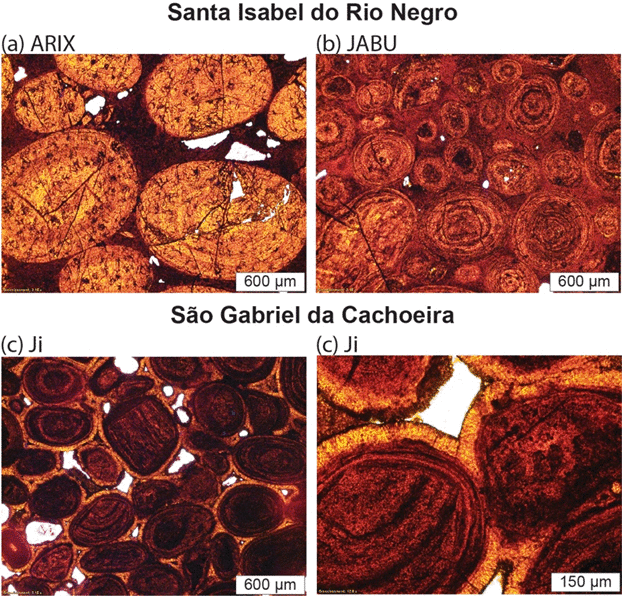 Santa Isabel do Rio Negro
(a) ARIX
(b) JABU
600 µm
600 µm
São Gabriel da Cachoeira
(c) Ji
(c) Ji
600 µm
150 µm